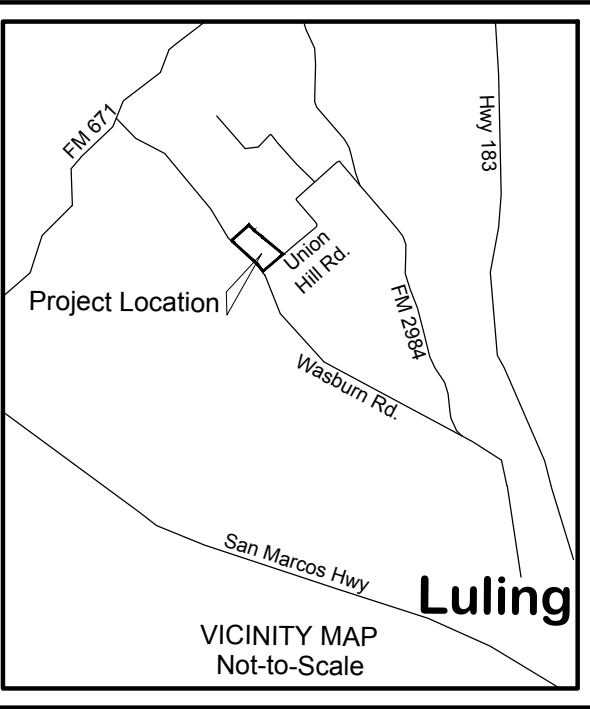 FM 671
Hwy 183
Union
Hill Rd.
Project Location
FM 2984
Wasburn Rd.
San Marcos Hwy
Luling
VICINITY MAP
Not-to-Scale